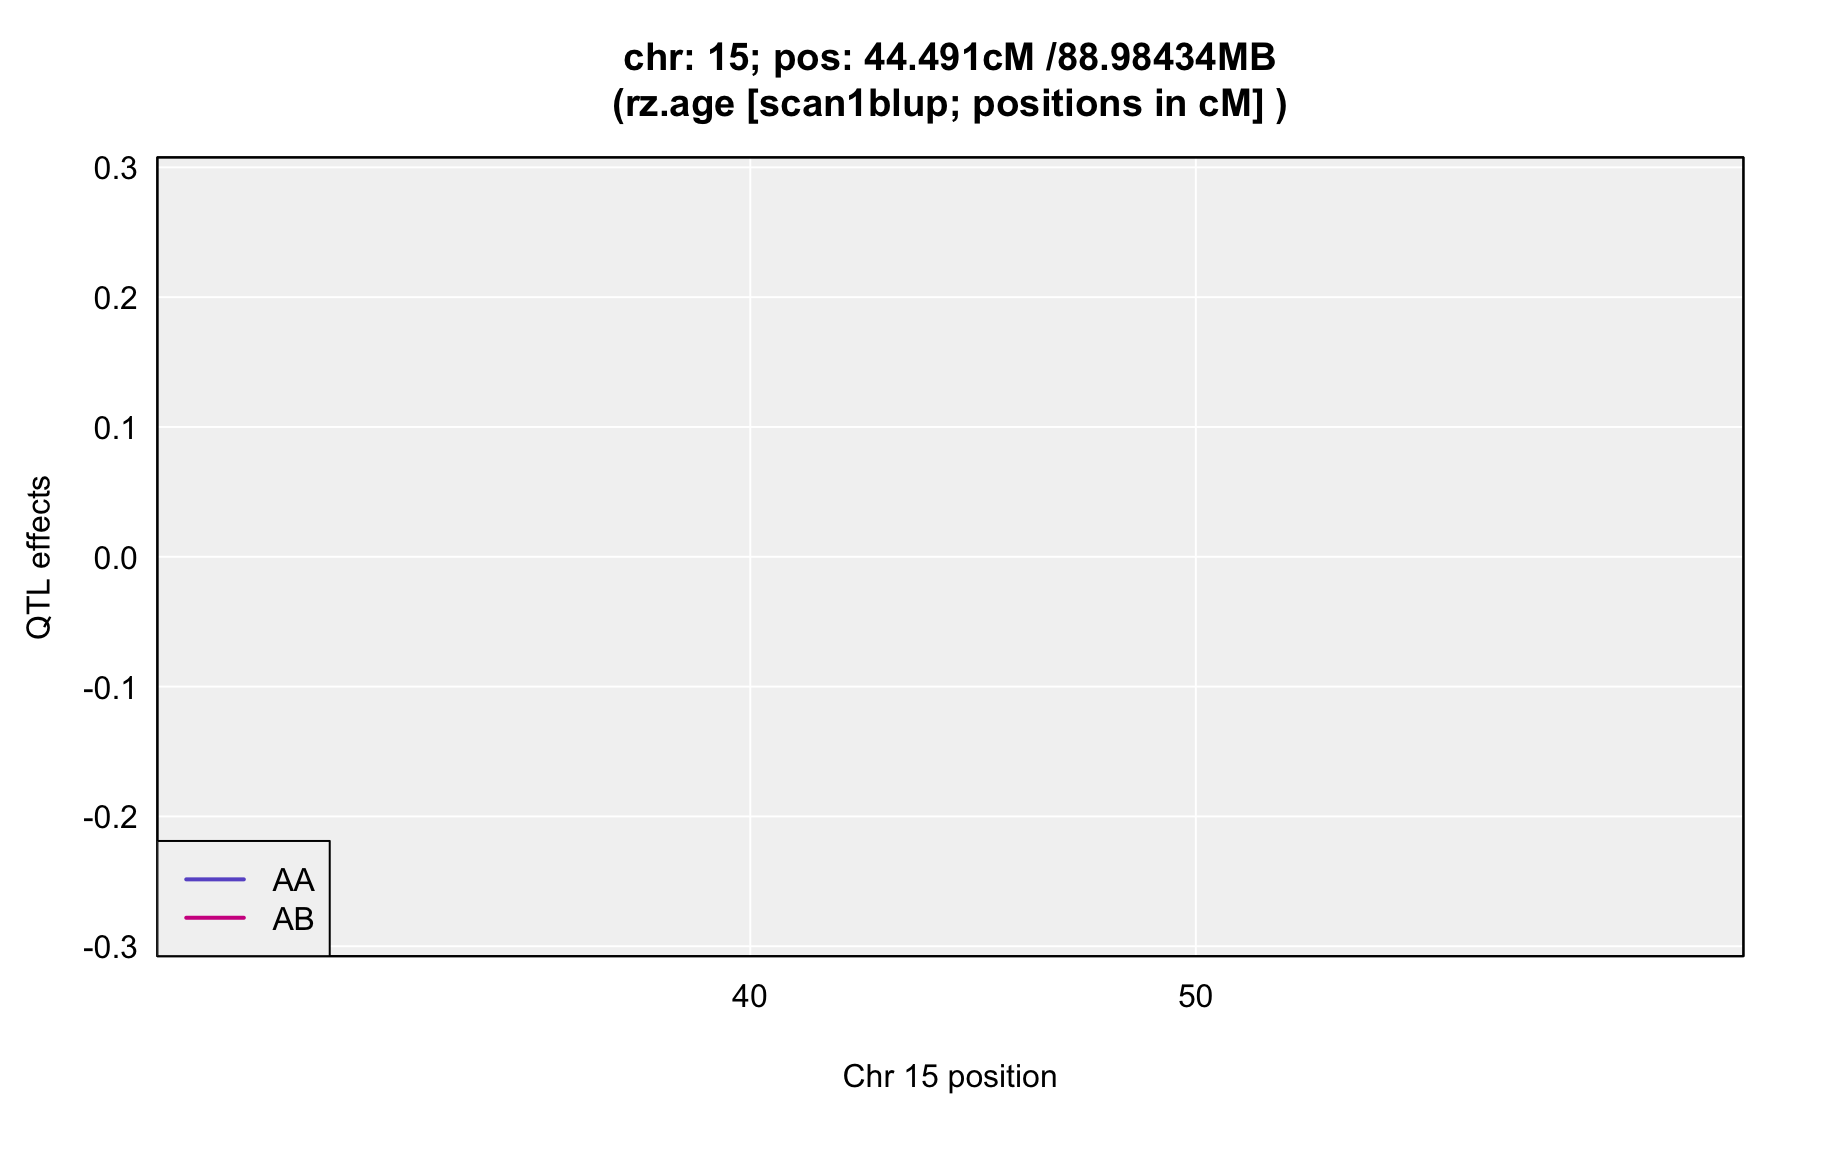 chr: 15; pos: 44.491cM /88.98434MB
(rz.age [scan1blup; positions in cM] )
0.3
0.2
0.1
0.0
-0.1
-0.2
-0.3
QTL effects
AA
AB
40
50
Chr 15 position